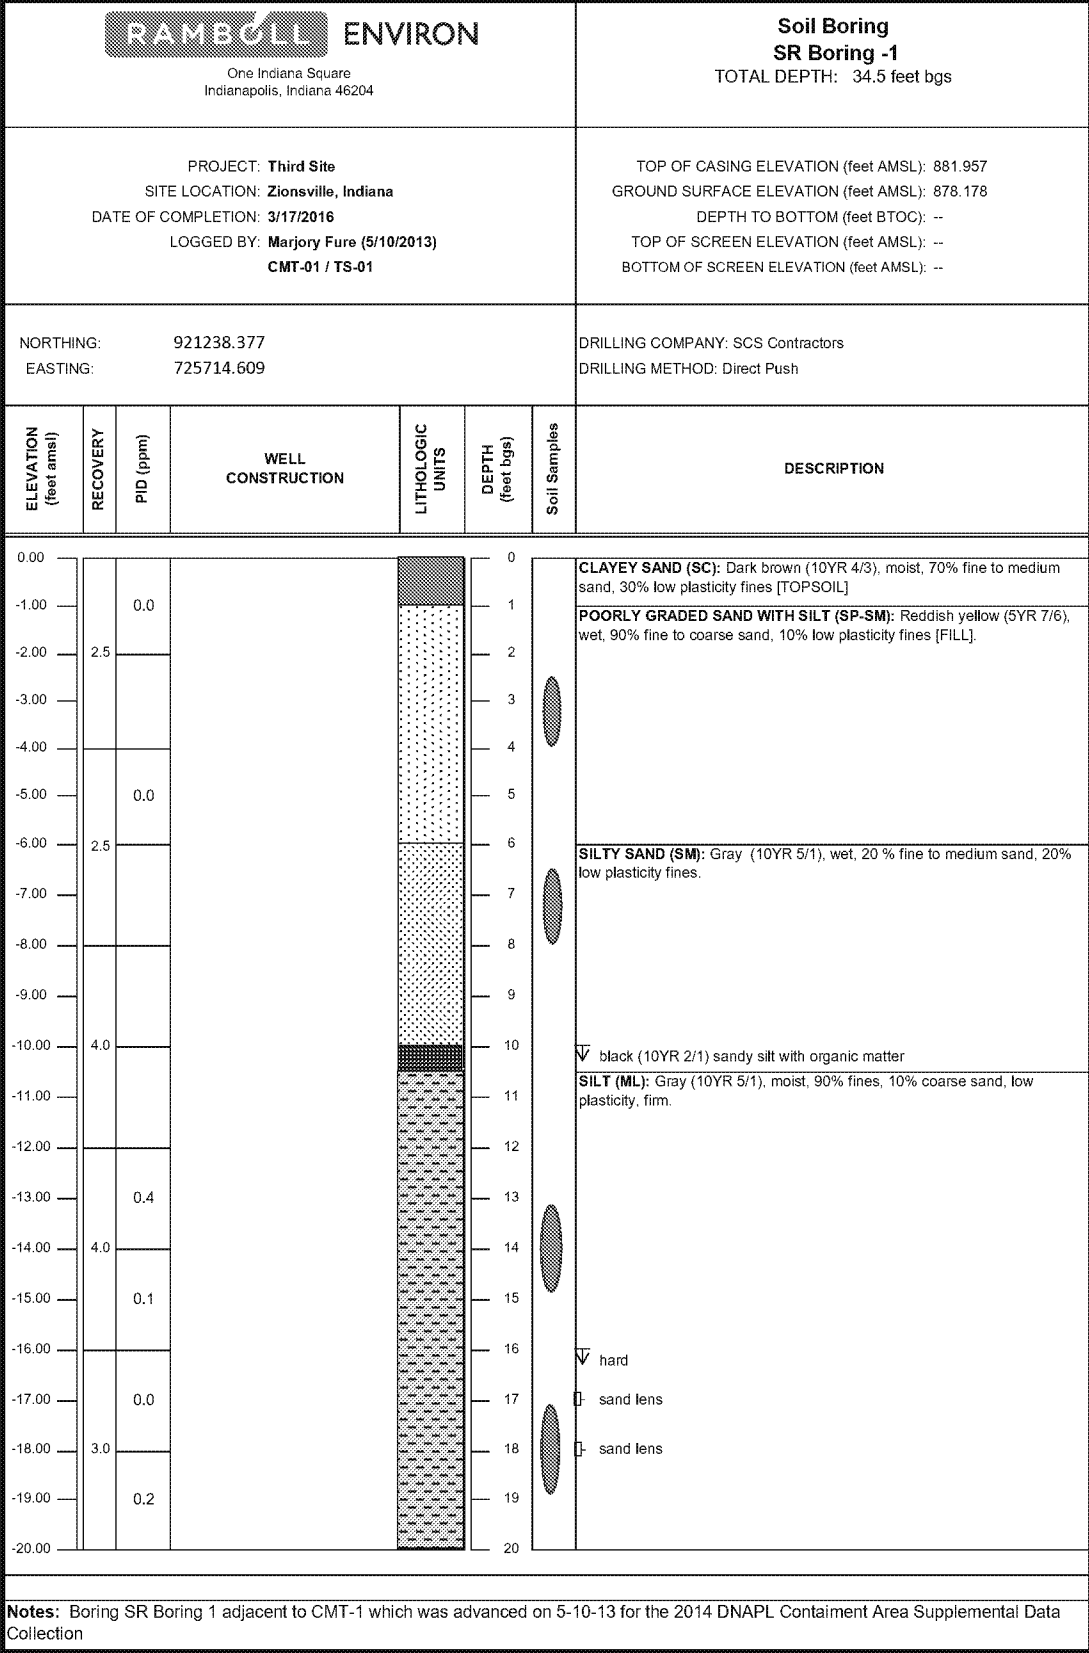 RAMBOLL ENVIRON
One Indiana Square
Indianapolis, Indiana 46204
Soil Boring
SR Boring -1
TOTAL DEPTH: 34.5 feet bgs
PROJECT: Third Site
SITE LOCATION: Zionsville, Indiana
DATE OF COMPLETION: 3/17/2016
LOGGED BY: Marjory Fure (5/10/2013)
CMT-01 / TS-01
TOP OF CASING ELEVATION (feet AMSL): 881.957
GROUND SURFACE ELEVATION (feet AMSL): 878.178
DEPTH TO BOTTOM (feet BTOC): --
TOP OF SCREEN ELEVATION (feet AMSL): --
BOTTOM OF SCREEN ELEVATION (feet AMSL): --
NORTHING: 921238.377
EASTING: 725714.609
DRILLING COMPANY: SCS Contractors
DRILLING METHOD: Direct Push
ELEVATION
(feet amsl)
RECOVERY
PID (ppm)
WELL
CONSTRUCTION
LITHOLOGIC
UNITS
DEPTH
(feet bgs)
Soil Samples
DESCRIPTION
0.00 0
CLAYEY SAND (SC): Dark brown (10YR 4/3), moist, 70% fine to medium
sand, 30% low plasticity fines [TOPSOIL]
-1.00 0.0 1
POORLY GRADED SAND WITH SILT (SP-SM): Reddish yellow (5YR 7/6),
wet, 90% fine to coarse sand, 10% low plasticity fines [FILL].
-2.00 2.5 2
-3.00 3
-4.00 4
-5.00 0.0 5
-6.00 2.5 6
SILTY SAND (SM): Gray (10YR 5/1), wet, 20 % fine to medium sand, 20%
low plasticity fines.
-7.00 7
-8.00 8
-9.00 9
-10.00 4.0 10
black (10YR 2/1) sandy silt with organic matter
SILT (ML): Gray (10YR 5/1), moist, 90% fines, 10% coarse sand, low
plasticity, firm.
-11.00 11
-12.00 12
-13.00 0.4 13
-14.00 4.0 14
-15.00 0.1 15
-16.00 16
hard
-17.00 0.0 17 sand lens
-18.00 3.0 18 sand lens
-19.00 0.2 19
-20.00 20
Notes: Boring SR Boring 1 adjacent to CMT-1 which was advanced on 5-10-13 for the 2014 DNAPL Contaiment Area Supplemental Data
Collection